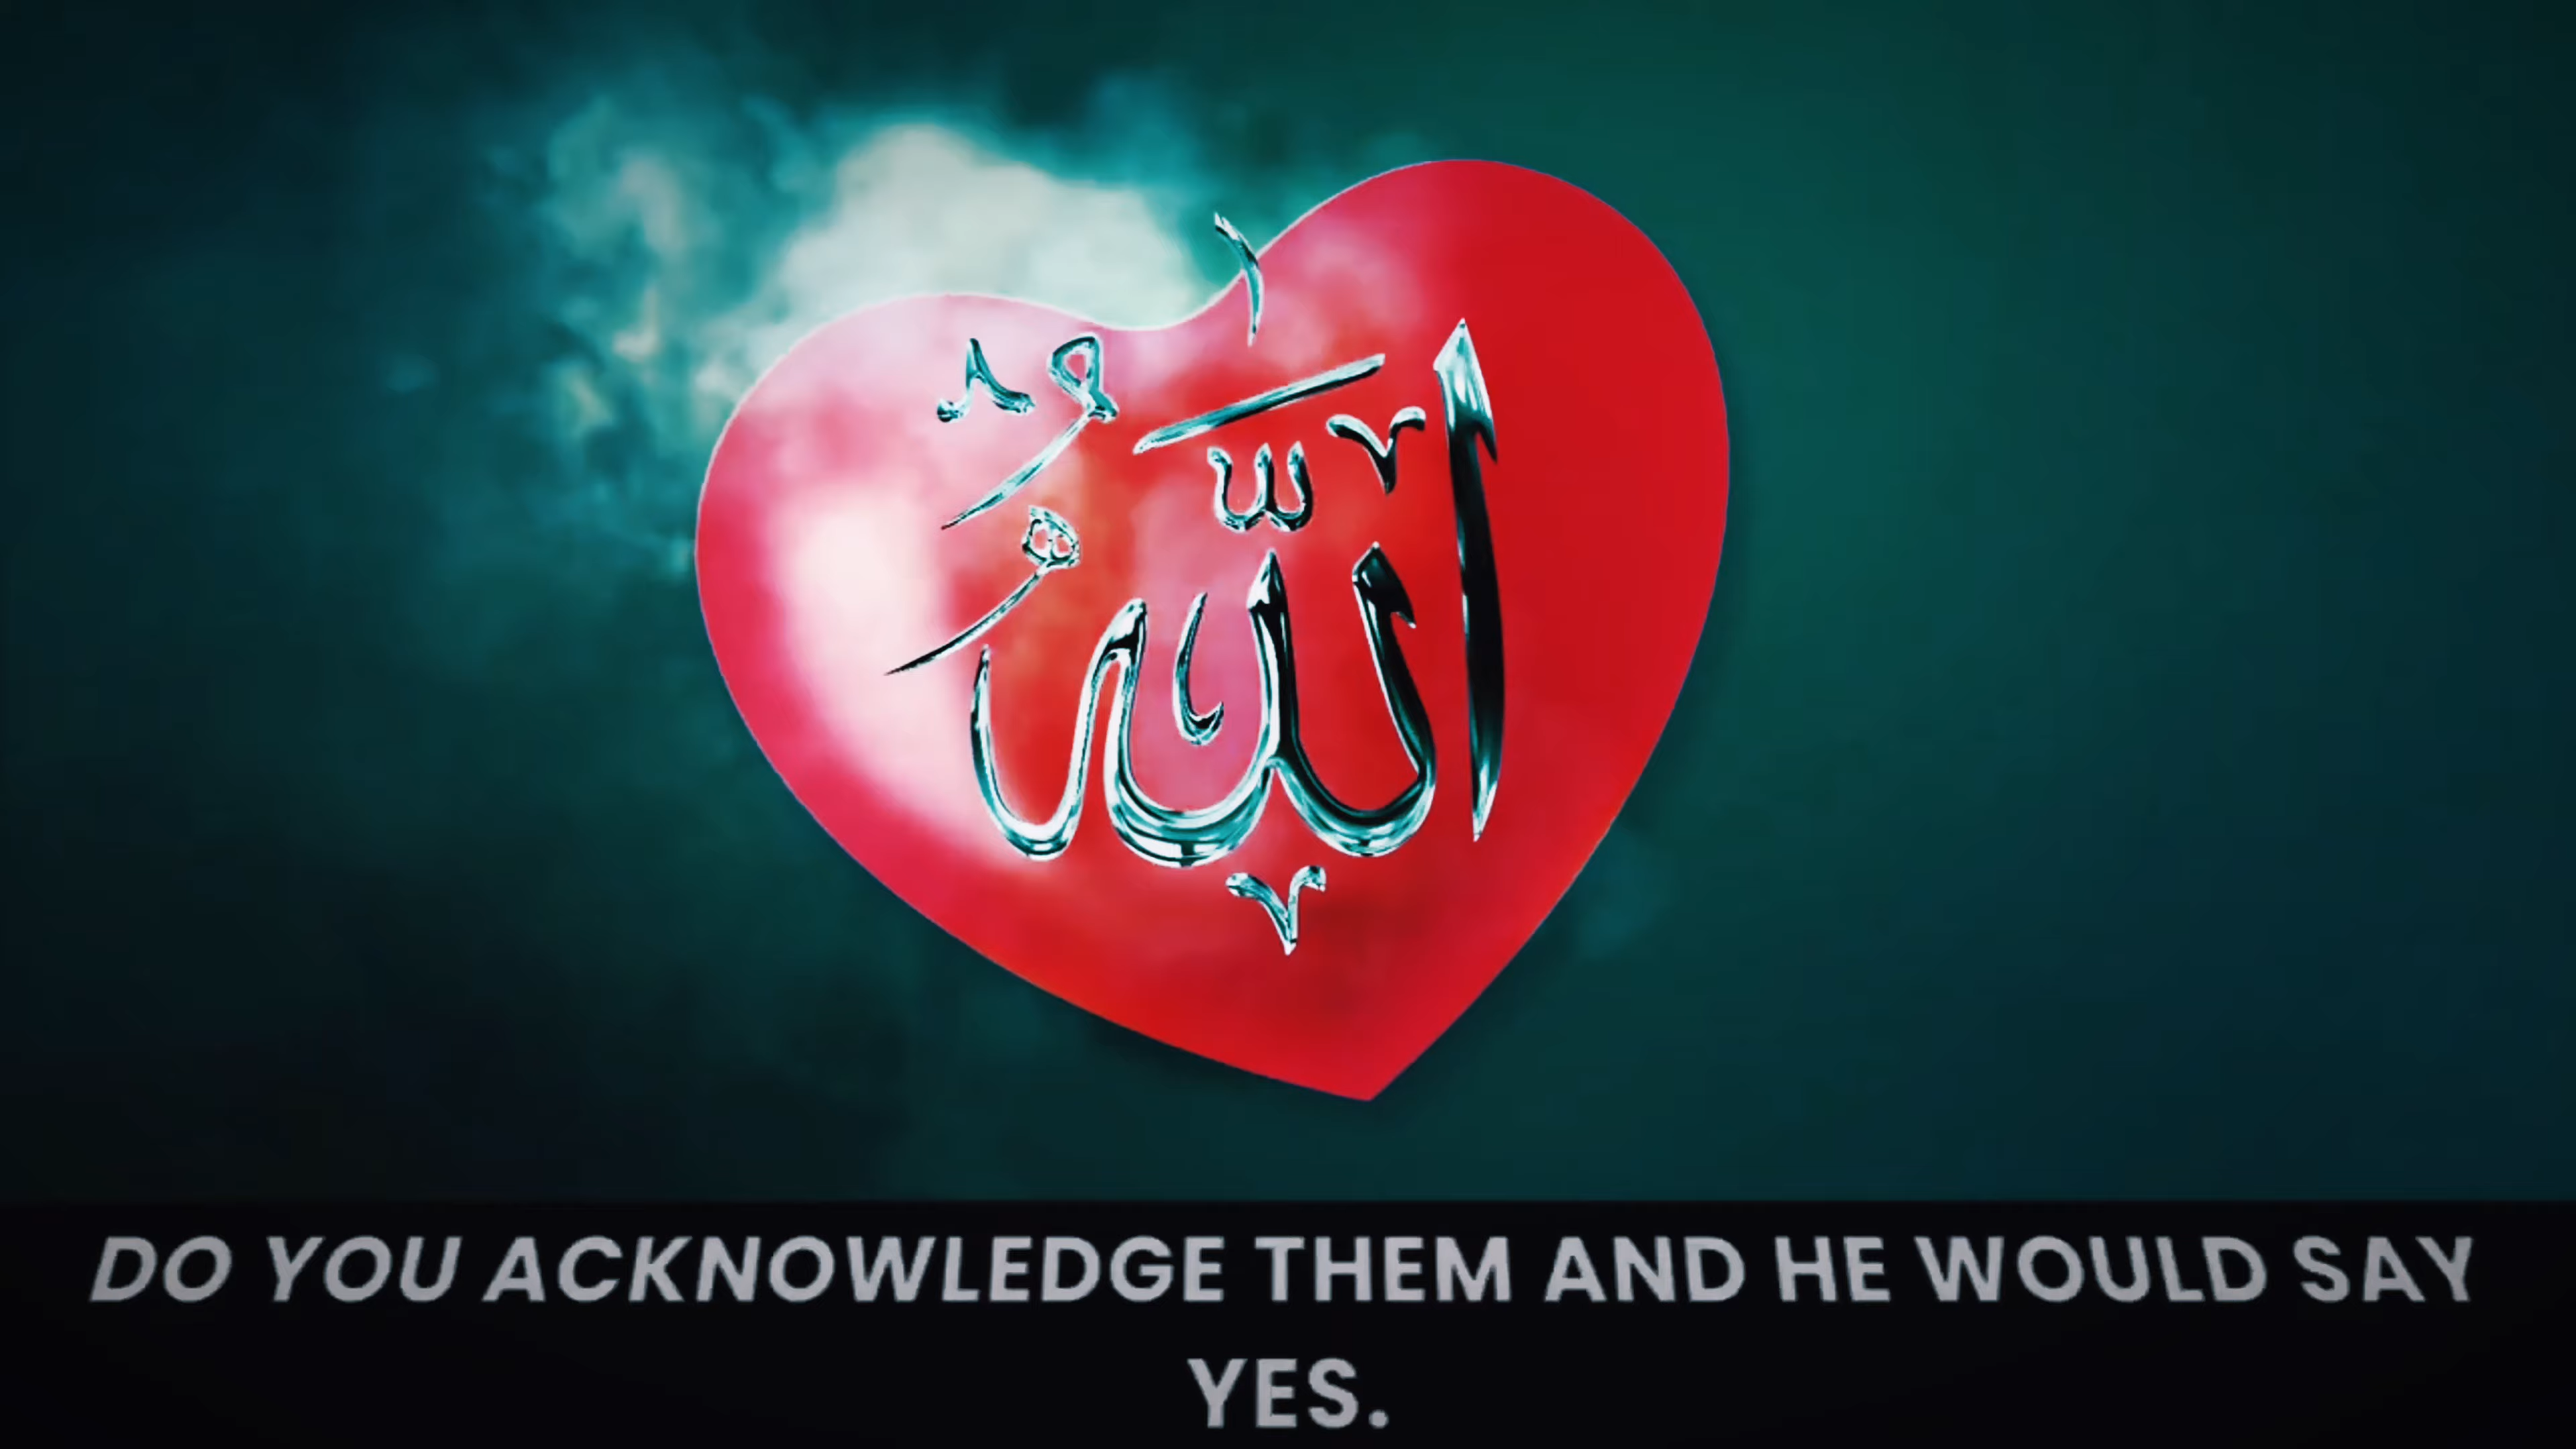 اللّٰهُ
DO YOU ACKNOWLEDGE THEM AND HE WOULD SAY
YES.